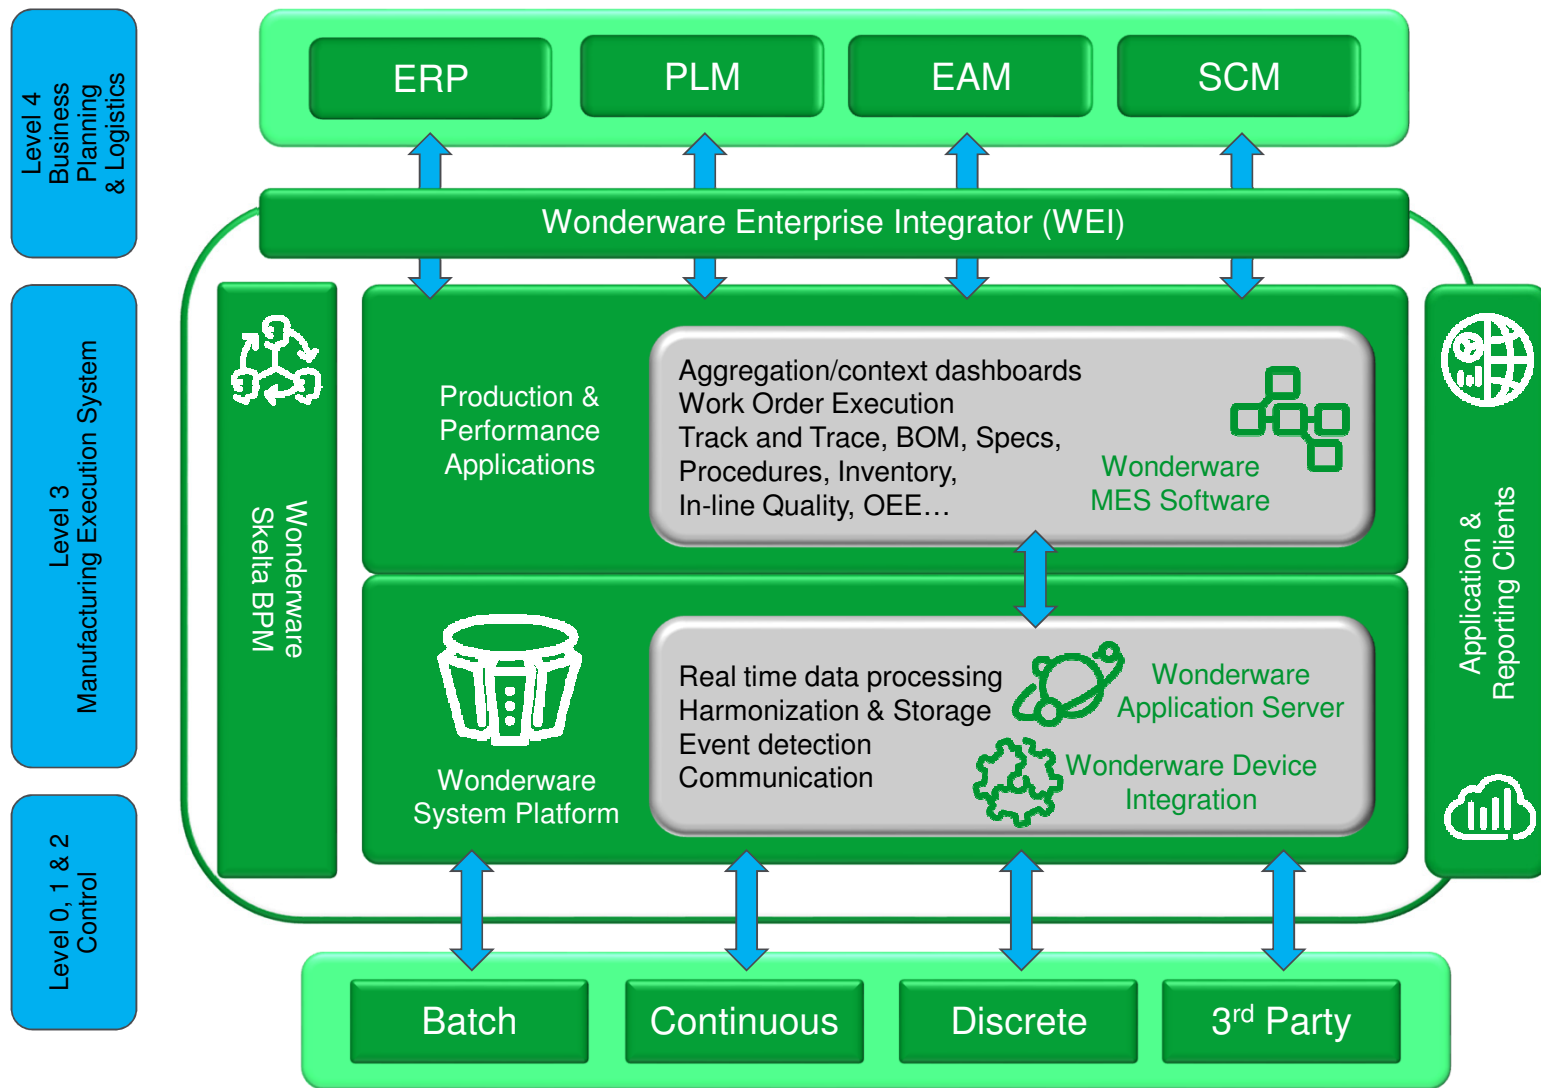 Level 4
Business
Planning
& Logistics
ERP
PLM
EAM
SCM
Wonderware Enterprise Integrator (WEI)
Level 3
Manufacturing Execution System
Wonderware
Skelta BPM
Production &
Performance
Applications
Aggregation/context dashboards
Work Order Execution
Track and Trace, BOM, Specs,
Procedures, Inventory,
In-line Quality, OEE…
Wonderware
MES Software
Application &
Reporting Clients
Wonderware
System Platform
Real time data processing
Harmonization & Storage
Event detection
Communication
Wonderware
Application Server
Wonderware Device
Integration
Level 0, 1 & 2
Control
Batch
Continuous
Discrete
3rd Party